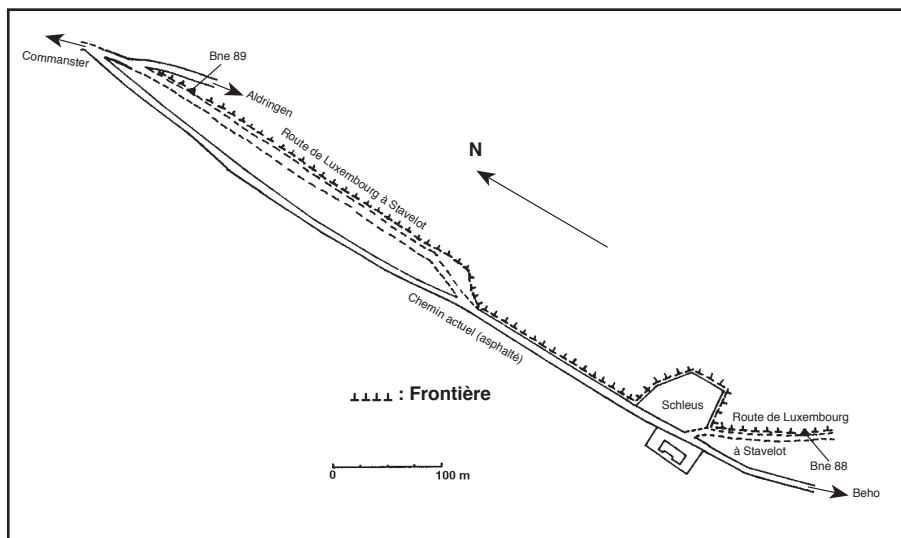 Bne 89
Commanster
Aldringen
Route de Luxembourg à Stavelot
N
Chemin actuel (asphalté)
: Frontière
Schleus
Route de Luxembourg
à Stavelot
0 100 m
Bne 88
Beho